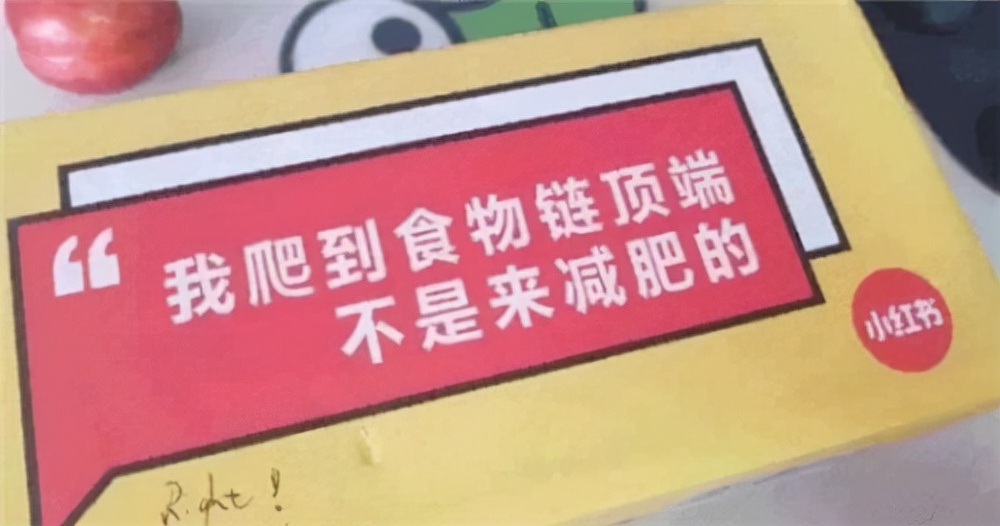 “我爬到食物链顶端
不是来减肥的
小红书
Right!